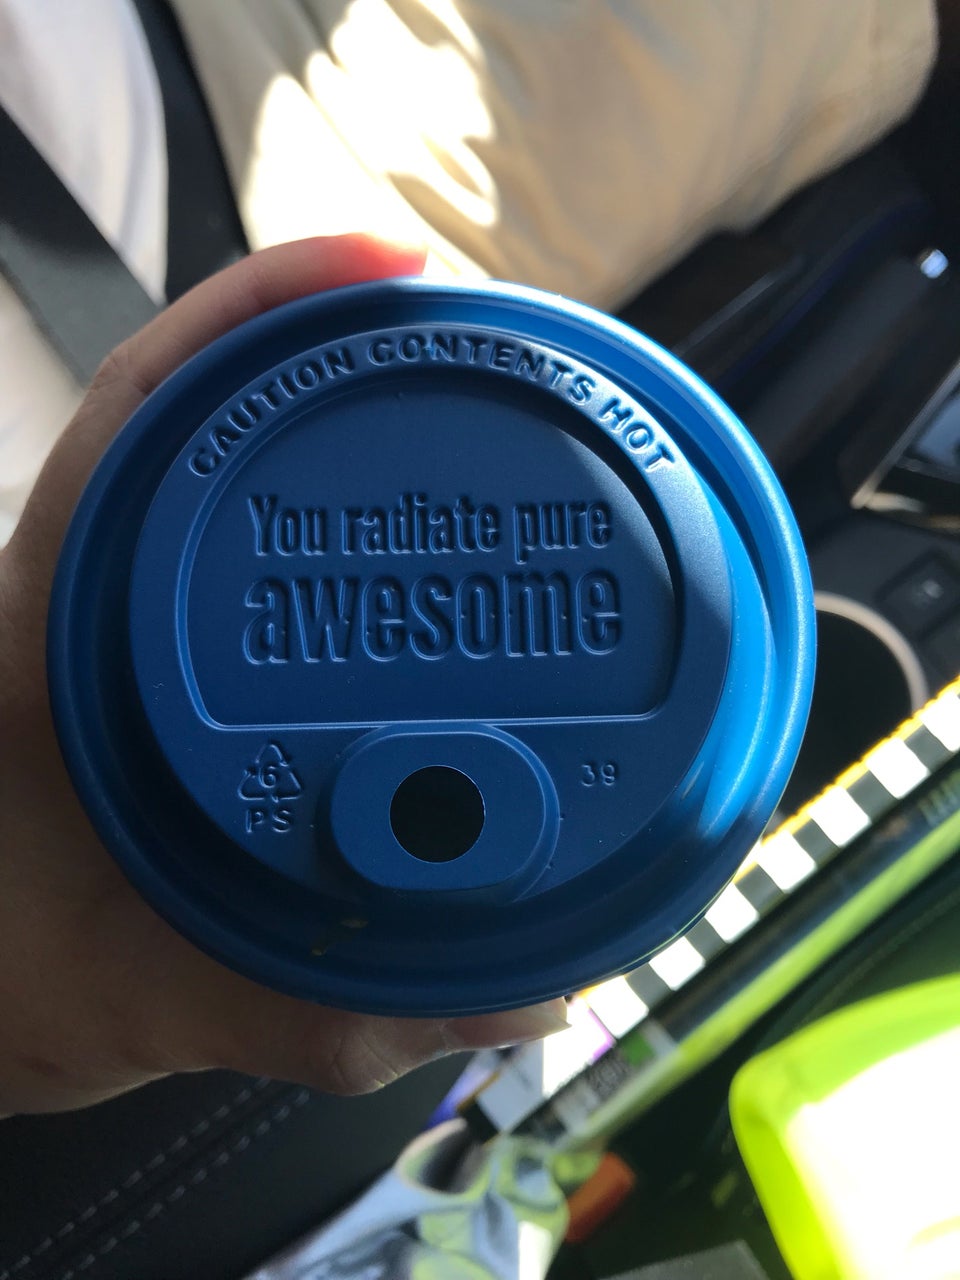 CAUTION CONTENTS HOT
You radiate pure
awesome
6
PS
39